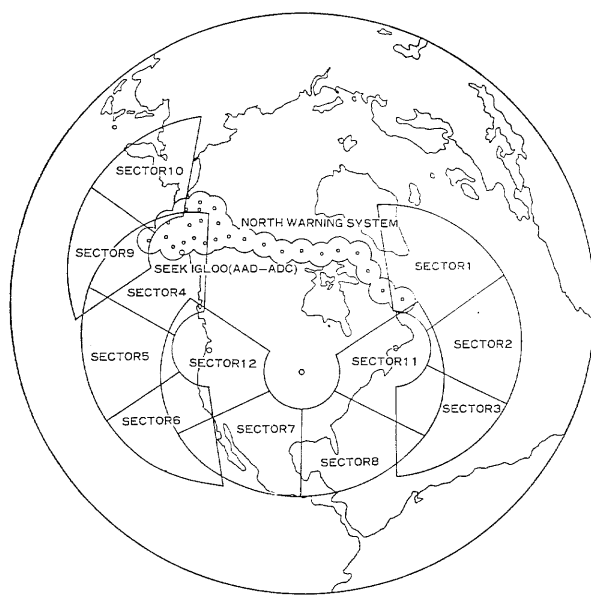 SECTOR10
NORTH WARNING SYSTEM
SECTOR9
SEEK IGLOO(AAD-ADC)
SECTOR1
SECTOR4
SECTOR5
SECTOR12
SECTOR11
SECTOR2
SECTOR6
SECTOR7
SECTOR3
SECTOR8